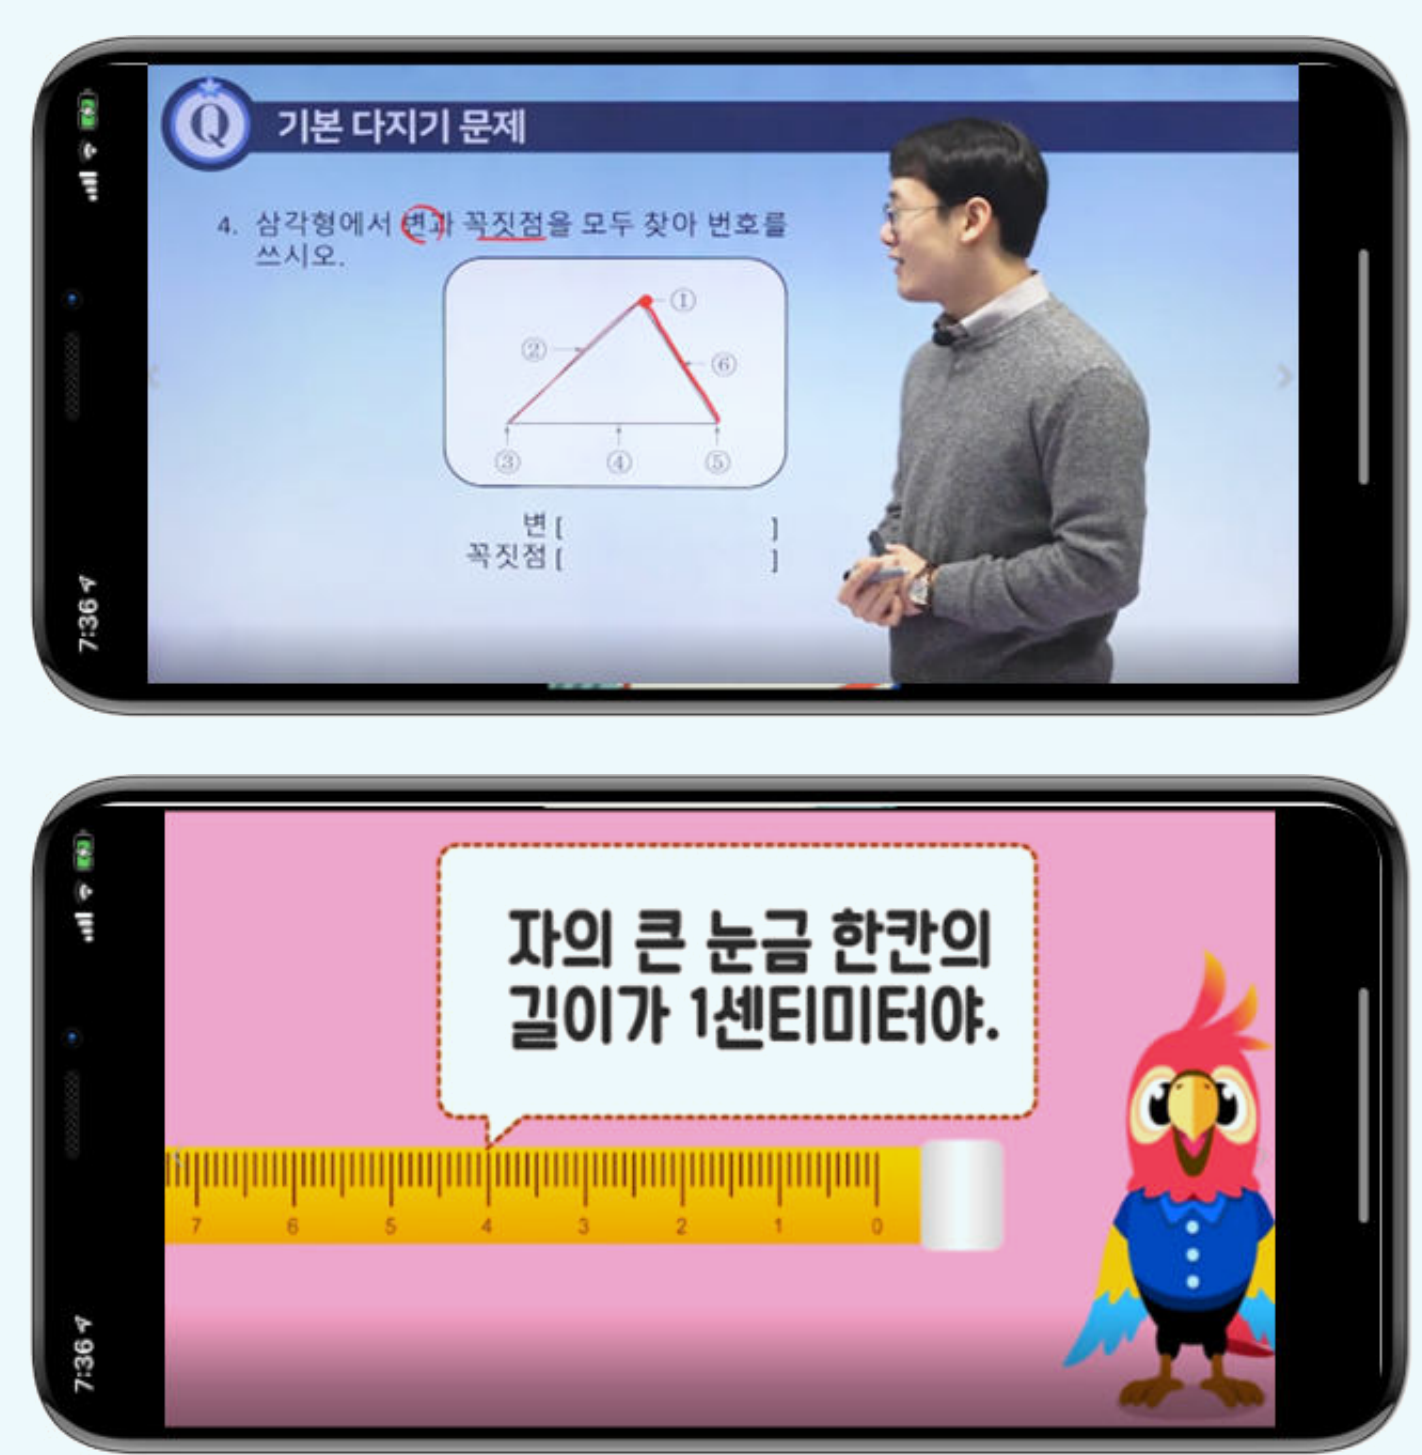 7:36
Q
기본 다지기 문제
4. 삼각형에서 변과 꼭짓점을 모두 찾아 번호를
쓰시오.
①
②
⑥
③ ④ ⑤
변 [ ]
꼭짓점 [ ]
7:36
자의 큰 눈금 한칸의
길이가 1센티미터야.
7 6 5 4 3 2 1 0